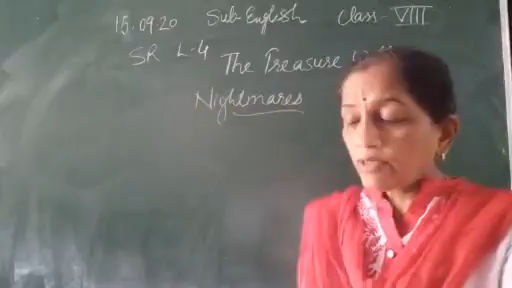 15.09.20 Sub-English Class-VIII
SR L-4 The Treasure
Nightmares